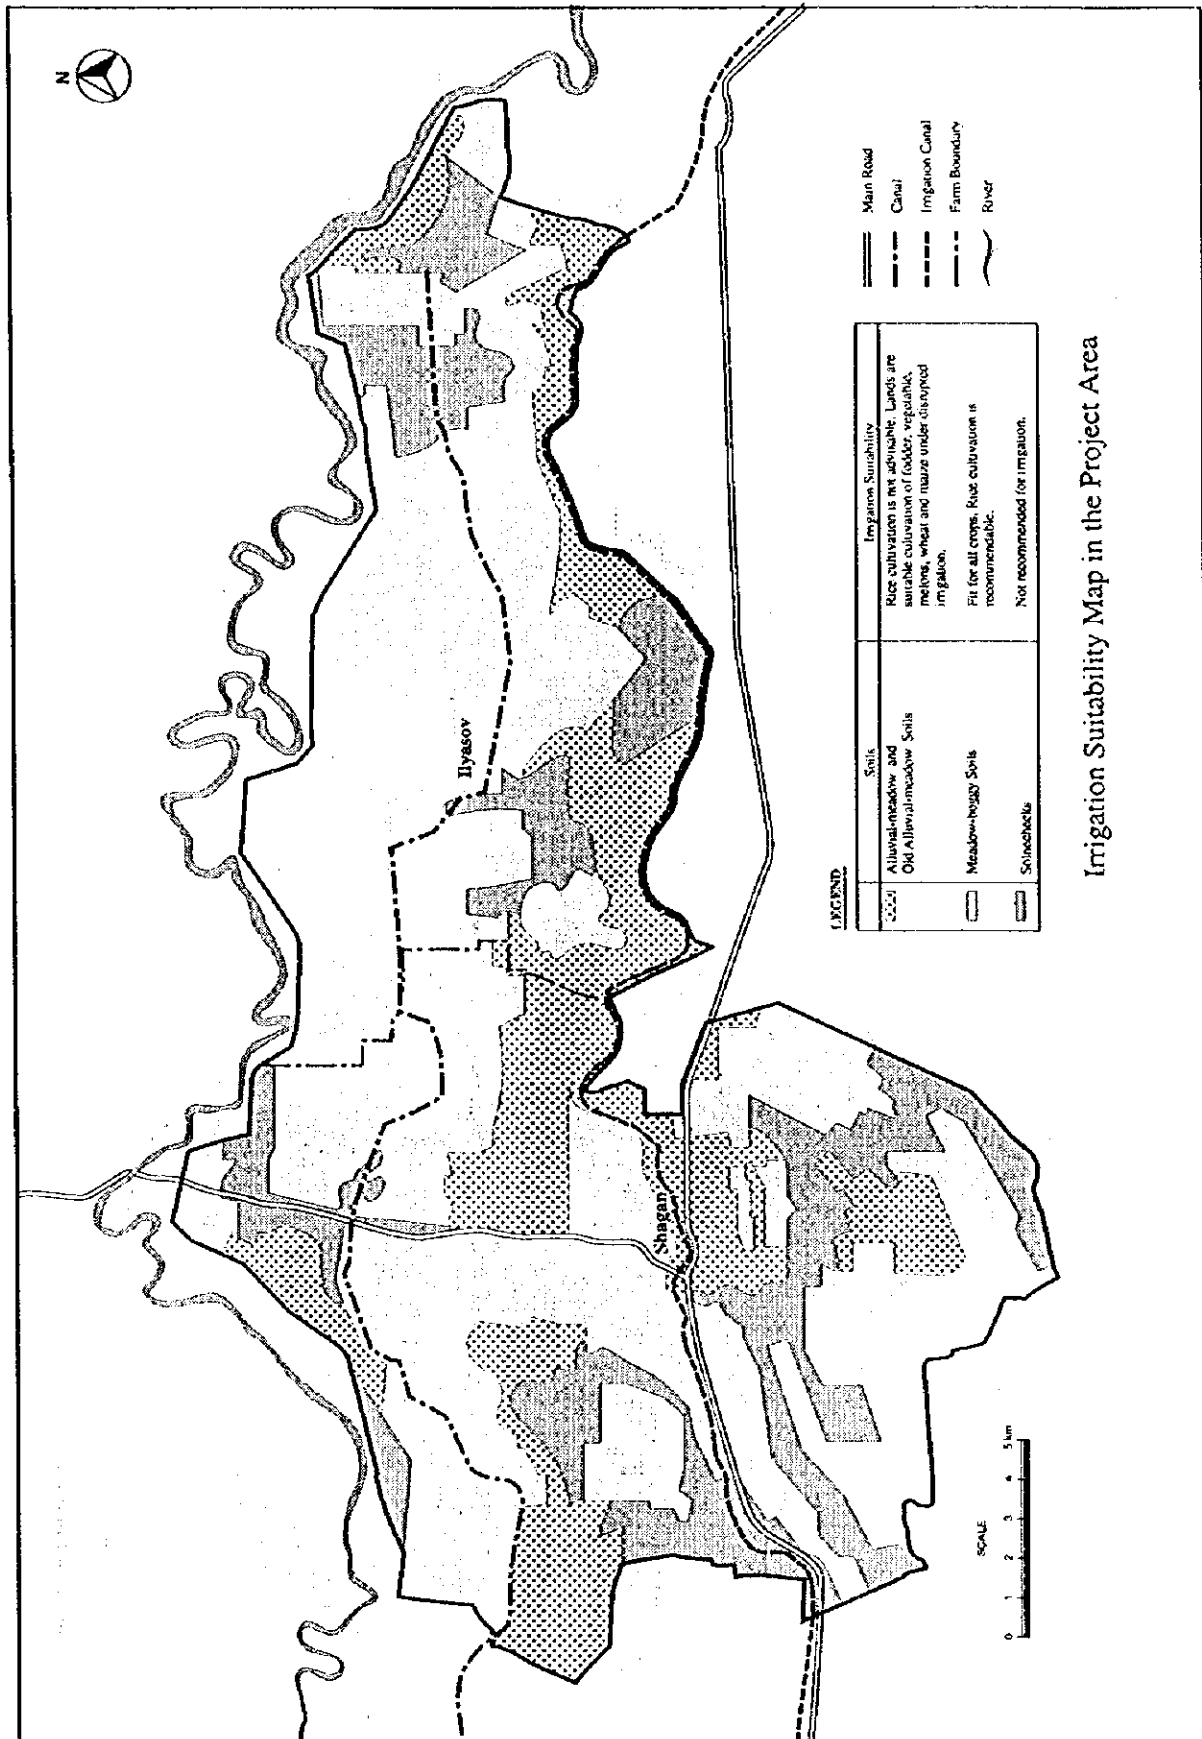 N
Ilyasov
Shagan
Main Road
Canal
Irrigation Canal
Farm Boundary
River
LEGEND
Soils
Irrigation Suitability
Alluvial-meadow and
Old Alluvial-meadow Soils
Rice cultivation is not advisable. Lands are
suitable cultivation of fodder, vegetable,
melons, wheat and maize under disrupted
irrigation.
Meadow-boggy Soils
Fit for all crops. Rice cultivation is
recommendable.
Solnechecks
Not recommended for irrigation.
SCALE
0 1 2 3 4 5 km
Irrigation Suitability Map in the Project Area